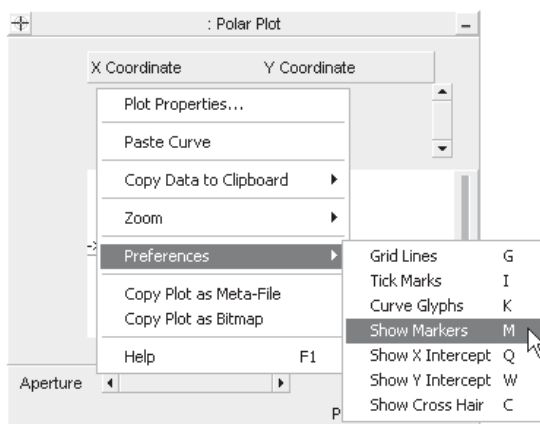 : Polar Plot
X Coordinate Y Coordinate
Plot Properties...
Paste Curve
Copy Data to Clipboard
Zoom
Preferences
Grid Lines G
Tick Marks I
Curve Glyphs K
Show Markers M
Show X Intercept Q
Show Y Intercept W
Show Cross Hair C
Copy Plot as Meta-File
Copy Plot as Bitmap
Help F1
Aperture
P